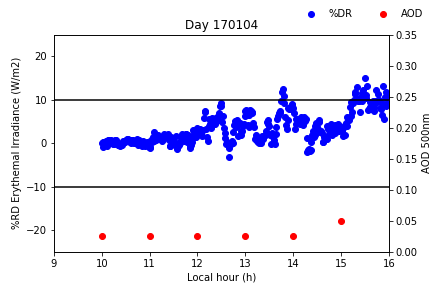 %DR AOD
Day 170104
%RD Erythemal Irradiance (W/m2)
20
10
0
−10
−20
0.35
0.30
0.25
0.20
0.15
0.10
0.05
0.00
AOD 500nm
9 10 11 12 13 14 15 16
Local hour (h)